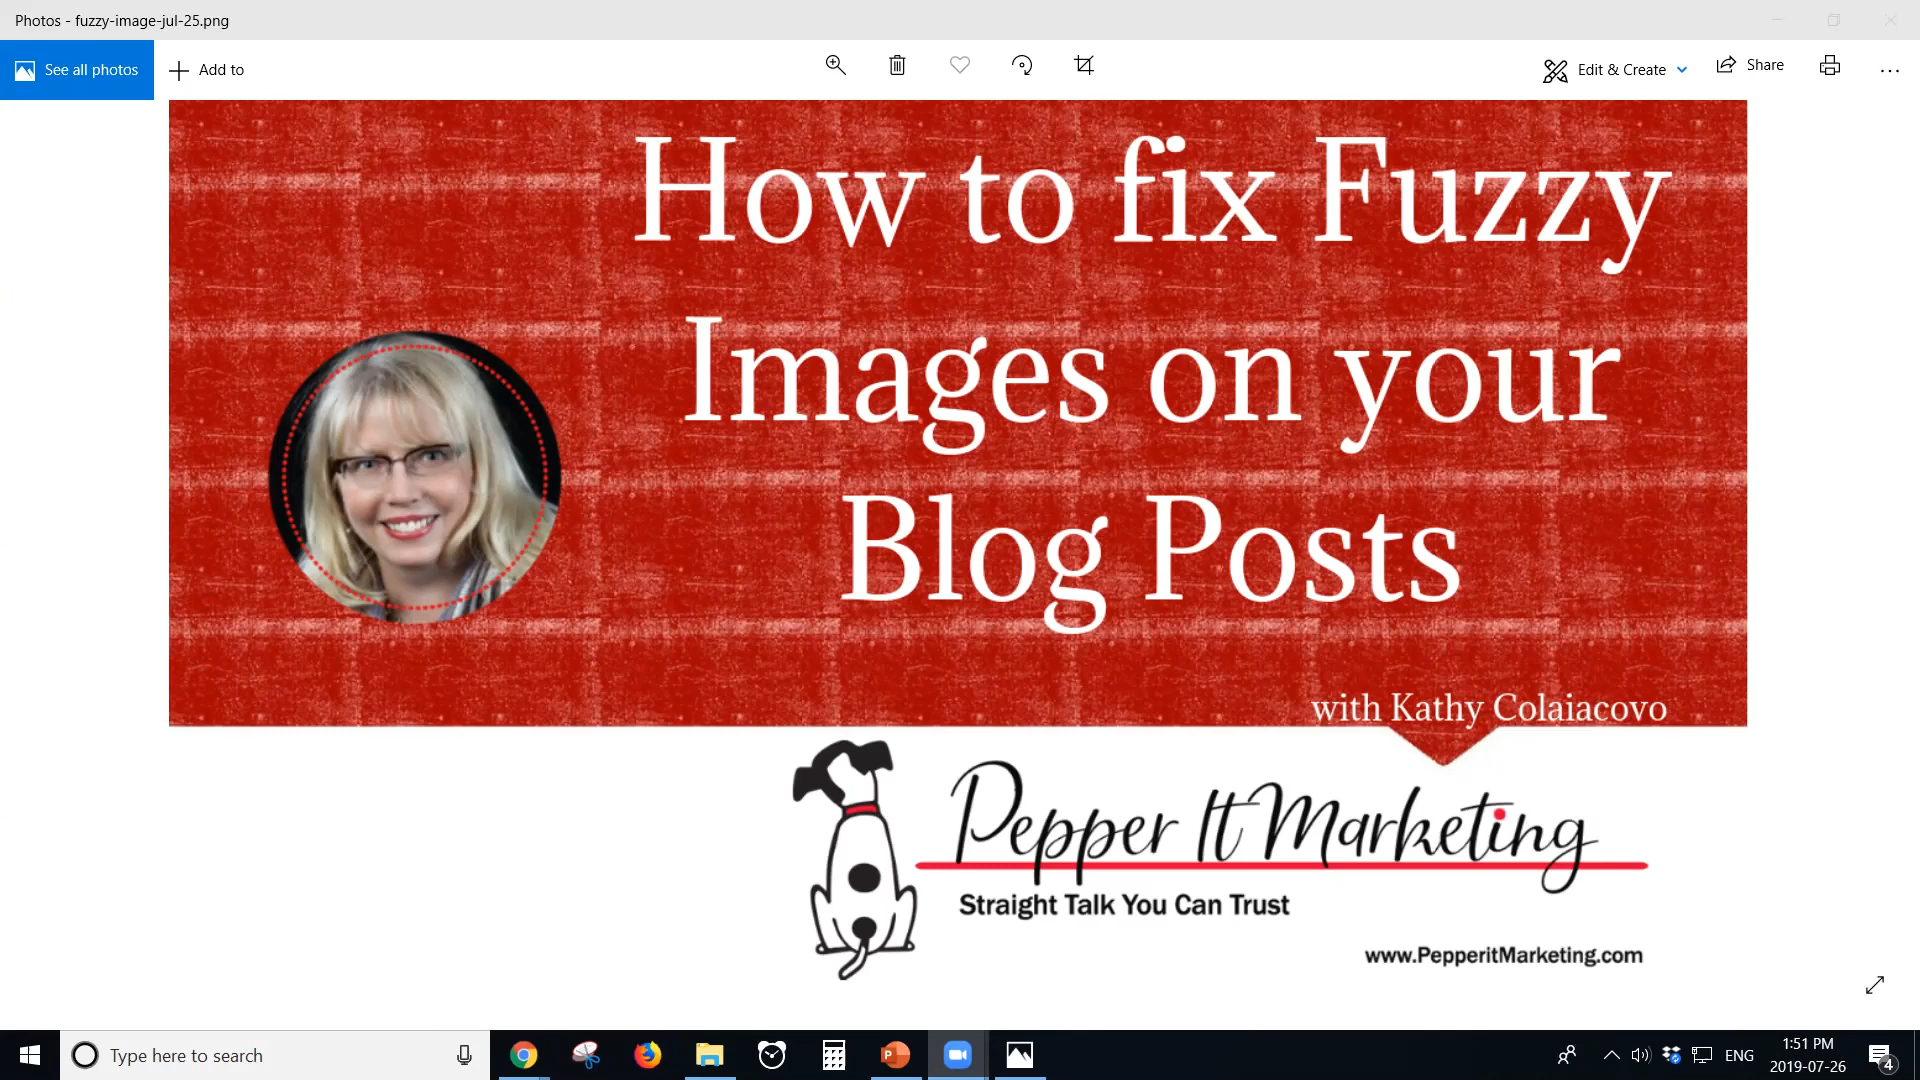 Photos - fuzzy-image-jul-25.png
See all photos
Add to
Edit & Create
Share
How to fix Fuzzy
Images on your
Blog Posts
with Kathy Colaiacovo
Pepper It Marketing
Straight Talk You Can Trust
www.PepperitMarketing.com
Type here to search
P
ENG
1:51 PM
2019-07-26
4